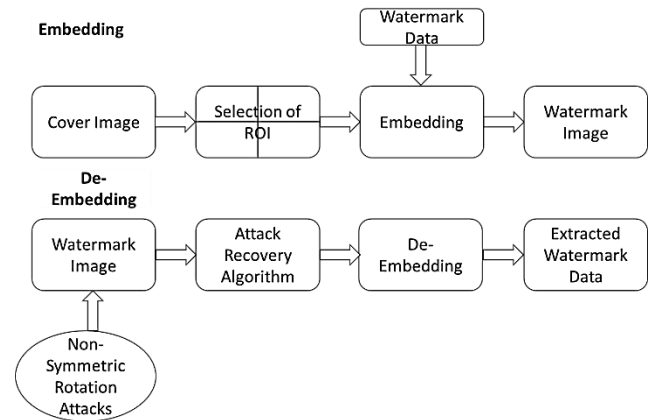 Embedding
Watermark
Data
Cover Image
Selection of
ROI
Embedding
Watermark
Image
De-
Embedding
Watermark
Image
Attack
Recovery
Algorithm
De-
Embedding
Extracted
Watermark
Data
Non-
Symmetric
Rotation
Attacks